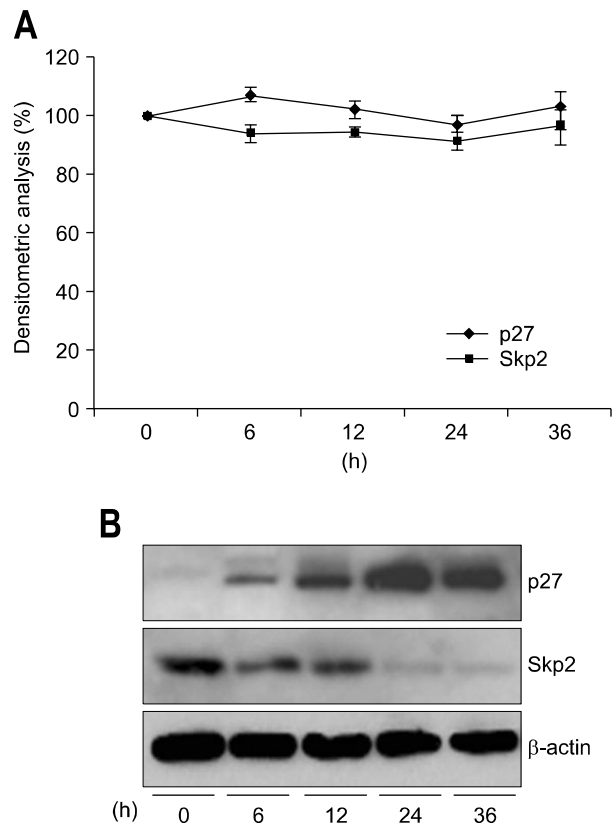 A
Densitometric analysis (%)
120
100
80
60
40
20
0
p27
Skp2
0 6 12 24 36
(h)
B
p27
Skp2
β-actin
(h) 0 6 12 24 36